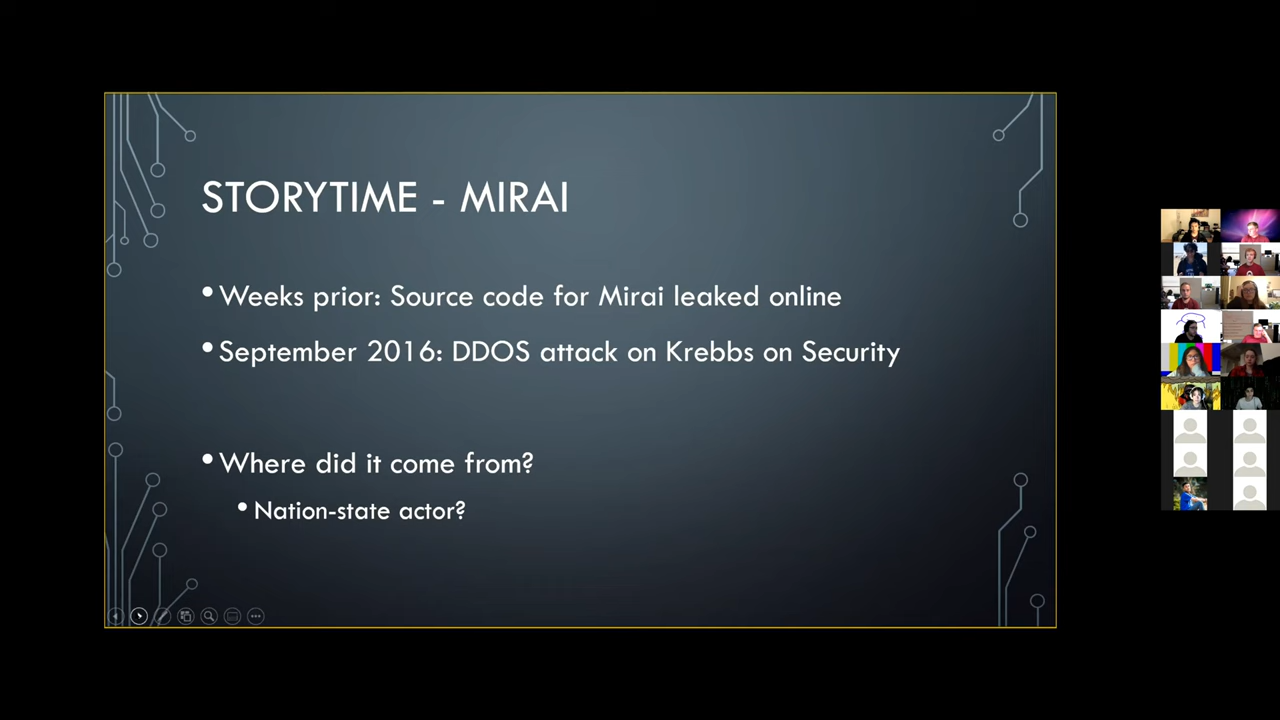 STORYTIME - MIRAI
• Weeks prior: Source code for Mirai leaked online
• September 2016: DDOS attack on Krebbs on Security
• Where did it come from?
• Nation-state actor?